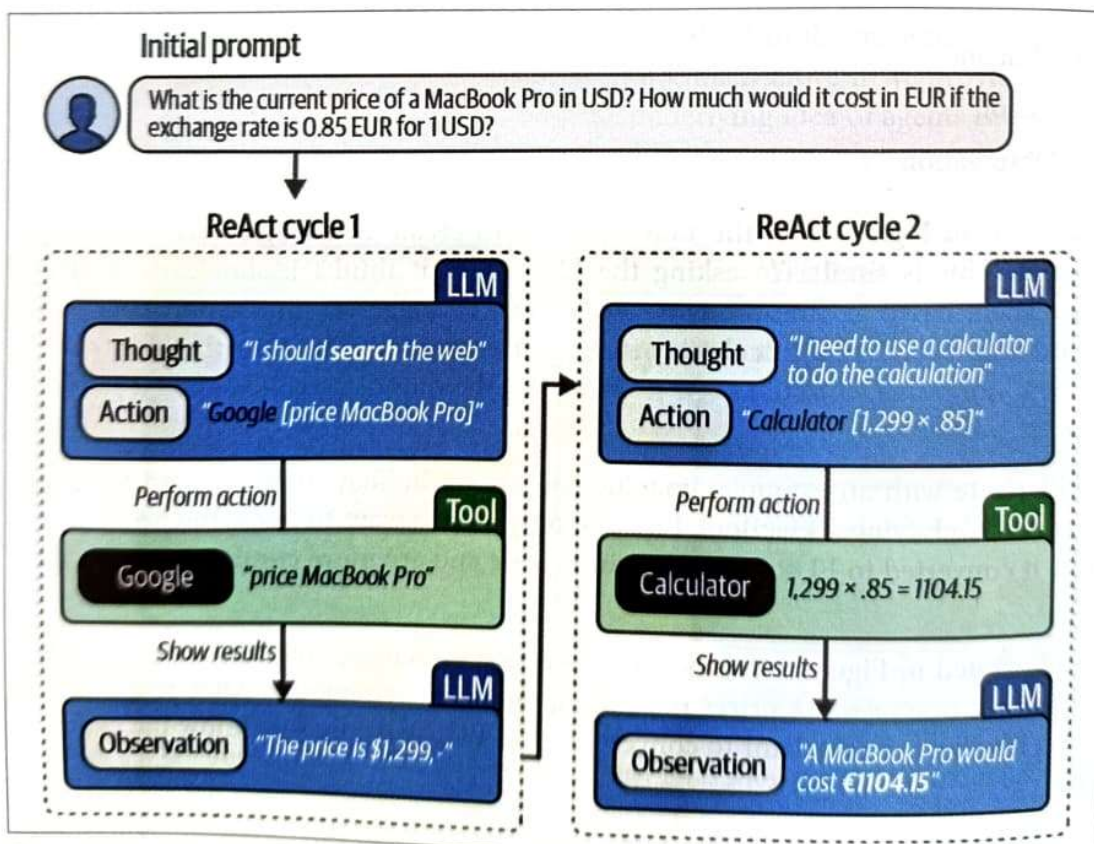 Initial prompt
What is the current price of a MacBook Pro in USD? How much would it cost in EUR if the
exchange rate is 0.85 EUR for 1 USD?
ReAct cycle 1
LLM
Thought "I should search the web"
Action "Google [price MacBook Pro]"
Perform action
Tool
Google "price MacBook Pro"
Show results
LLM
Observation "The price is $1,299,-"
ReAct cycle 2
LLM
Thought "I need to use a calculator
to do the calculation"
Action "Calculator [1,299 × .85]"
Perform action
Tool
Calculator 1,299 × .85 = 1104.15
Show results
LLM
Observation "A MacBook Pro would
cost €1104.15"